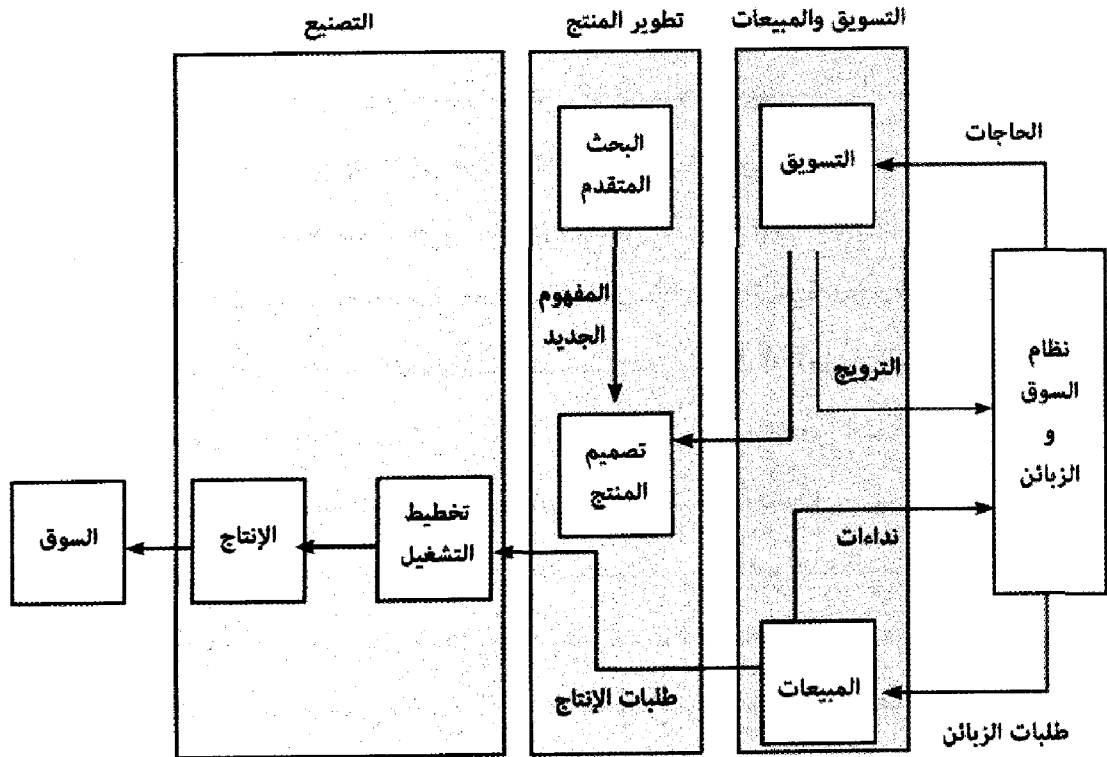 التسويق والمبيعات
تطوير المنتج
التصنيع
الحاجات
التسويق
البحث
المتقدم
المفهوم
الجديد
نظام
السوق
و
الزبائن
الترويج
تصميم
المنتج
نداءات
تخطيط
التشغيل
الإنتاج
السوق
المبيعات
طلبات الإنتاج
طلبات الزبائن